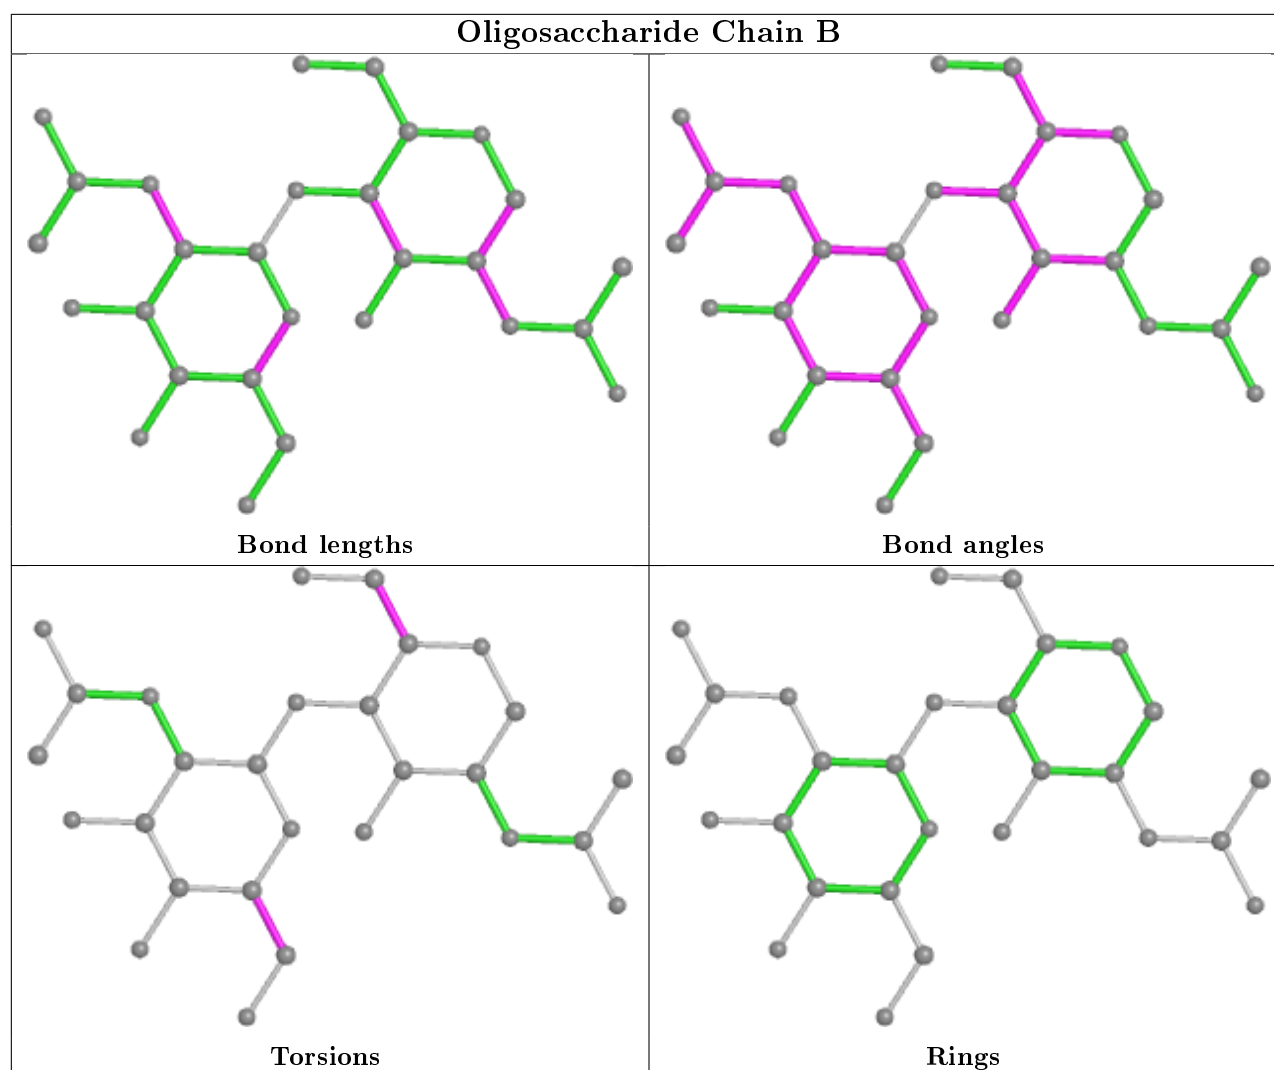 Oligosaccharide Chain B
Bond lengths
Bond angles
Torsions
Rings